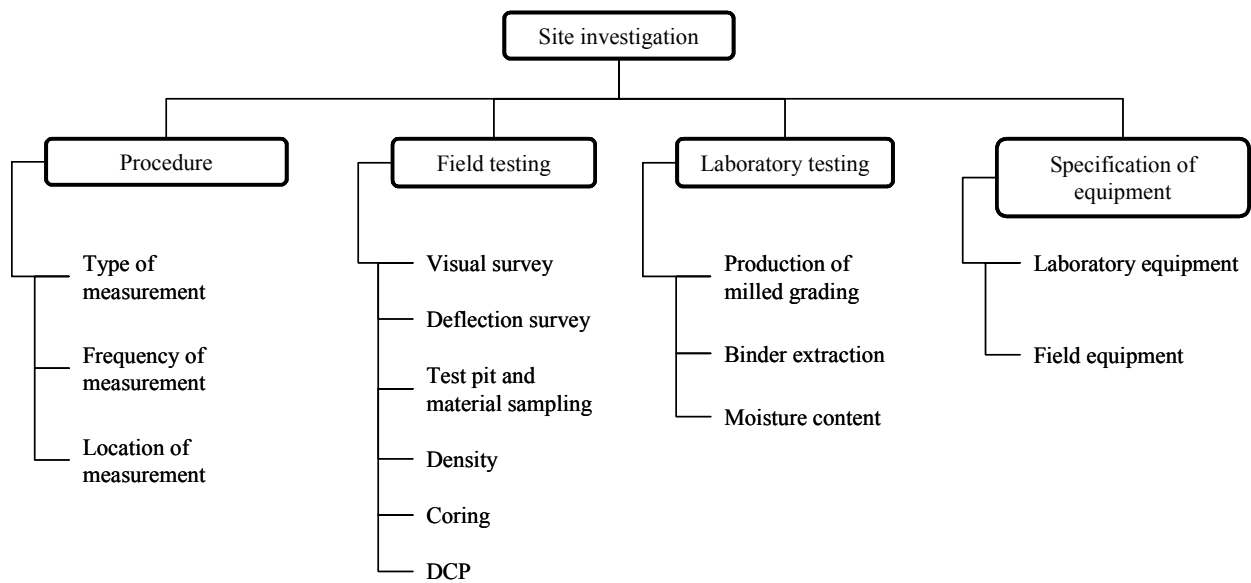 Site investigation
Procedure
Type of
measurement
Frequency of
measurement
Location of
measurement
Field testing
Visual survey
Deflection survey
Test pit and
material sampling
Density
Coring
DCP
Laboratory testing
Production of
milled grading
Binder extraction
Moisture content
Specification of
equipment
Laboratory equipment
Field equipment